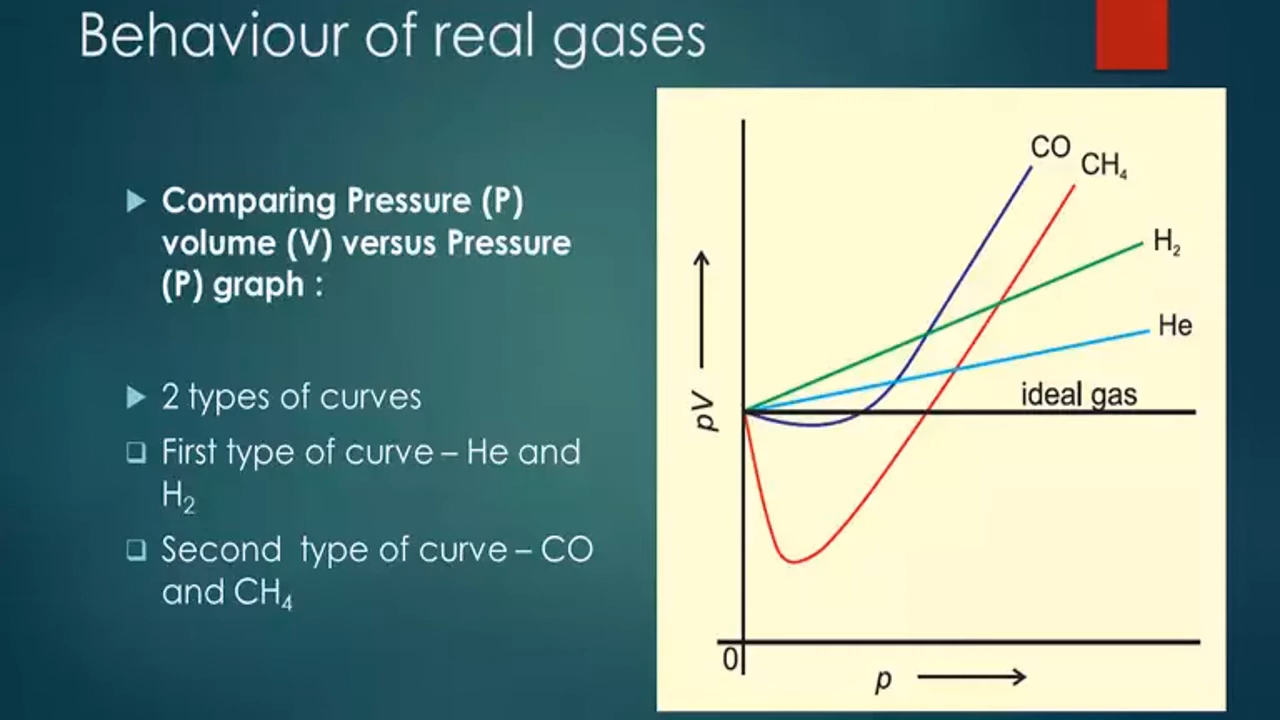 Behaviour of real gases
Comparing Pressure (P)
volume (V) versus Pressure
(P) graph :
2 types of curves
First type of curve – He and
H₂
Second type of curve – CO
and CH₄
CO
CH₄
H₂
He
ideal gas
pV
0
p